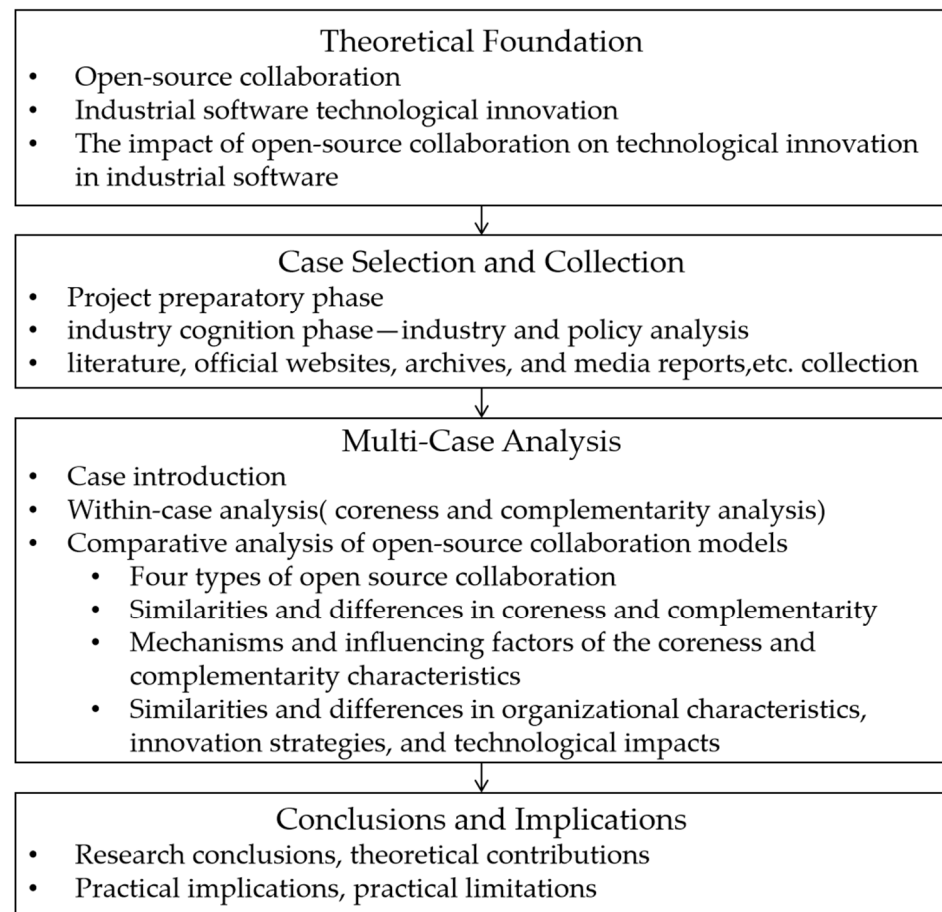 Theoretical Foundation
• Open-source collaboration
• Industrial software technological innovation
• The impact of open-source collaboration on technological innovation
in industrial software
Case Selection and Collection
• Project preparatory phase
• industry cognition phase—industry and policy analysis
• literature, official websites, archives, and media reports,etc. collection
Multi-Case Analysis
• Case introduction
• Within-case analysis( coreness and complementarity analysis)
• Comparative analysis of open-source collaboration models
• Four types of open source collaboration
• Similarities and differences in coreness and complementarity
• Mechanisms and influencing factors of the coreness and
complementarity characteristics
• Similarities and differences in organizational characteristics,
innovation strategies, and technological impacts
Conclusions and Implications
• Research conclusions, theoretical contributions
• Practical implications, practical limitations